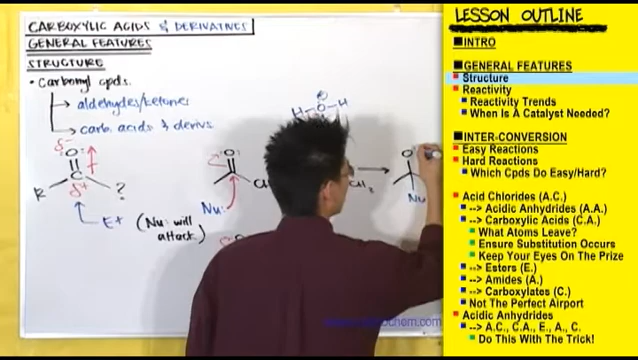 CARBOXYLIC ACIDS & DERIVATIVES
GENERAL FEATURES
STRUCTURE
• Carbonyl cpds.
→ aldehydes/ketones
→ carb. acids & derivs
δ-
:O:
C
δ+
R
?
E+
(Nu: will
attack)
:O:
Nu:
H-O-H
CH3
O
Nu
LESSON OUTLINE
INTRO
GENERAL FEATURES
Structure
Reactivity
Reactivity Trends
When Is A Catalyst Needed?
INTER-CONVERSION
Easy Reactions
Hard Reactions
Which Cpds Do Easy/Hard?
Acid Chlorides (A.C.)
--> Acidic Anhydrides (A.A.)
--> Carboxylic Acids (C.A.)
What Atoms Leave?
Ensure Substitution Occurs
Keep Your Eyes On The Prize
--> Esters (E.)
--> Amides (A.)
--> Carboxylates (C.)
Not The Perfect Airport
Acidic Anhydrides
--> A.C., C.A., E., A., C.
Do This With The Trick!